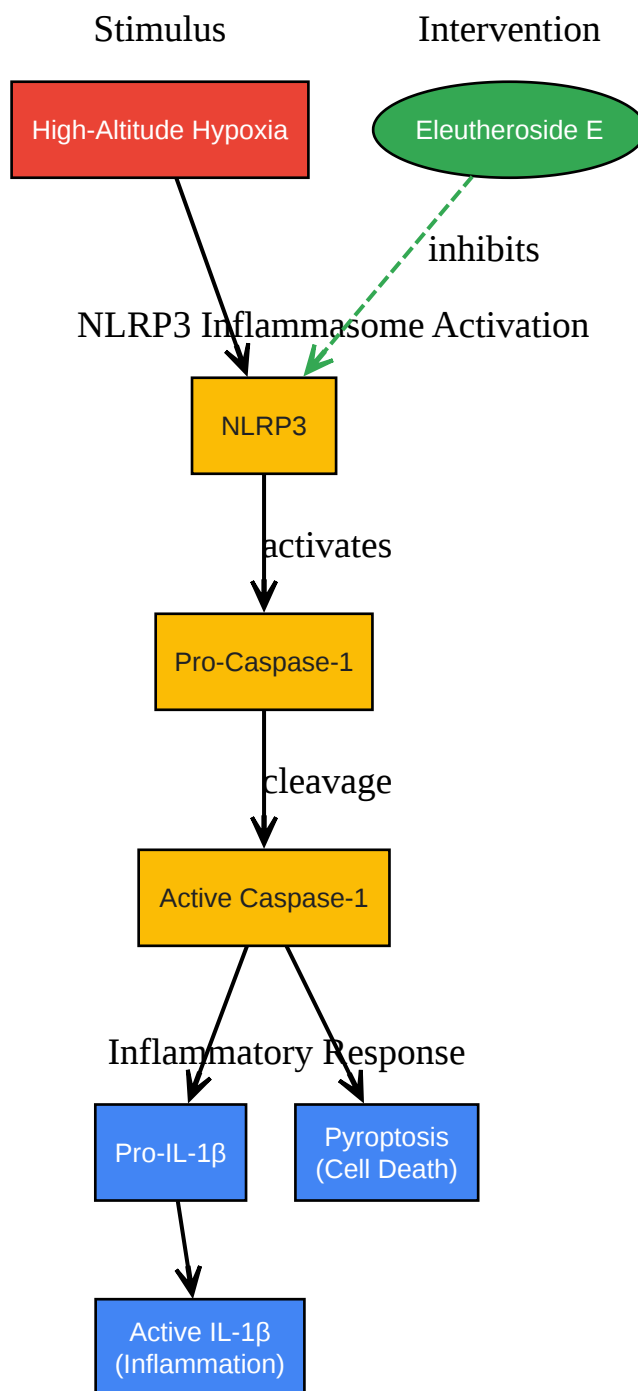 Stimulus
Intervention
High-Altitude Hypoxia
Eleutheroside E
inhibits
NLRP3 Inflammasome Activation
NLRP3
activates
Pro-Caspase-1
cleavage
Active Caspase-1
Inflammatory Response
Pro-IL-1β
Pyroptosis
(Cell Death)
Active IL-1β
(Inflammation)